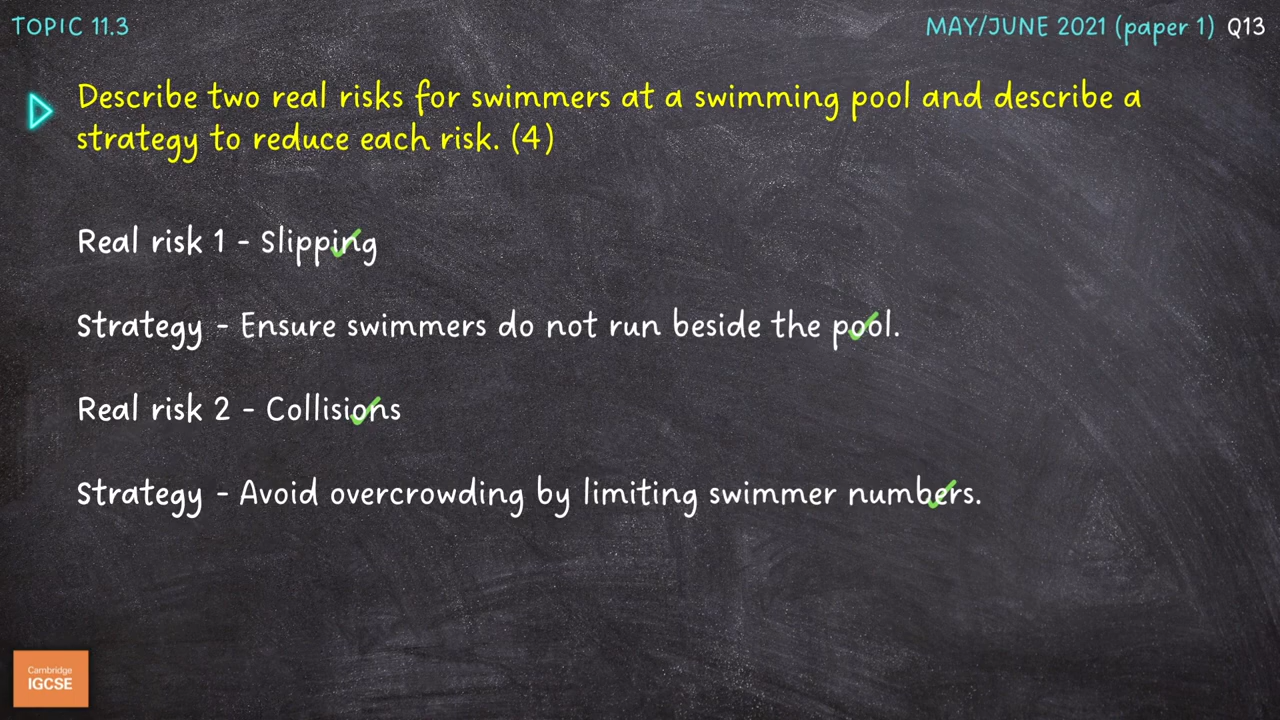 TOPIC 11.3
MAY/JUNE 2021 (paper 1) Q13
Describe two real risks for swimmers at a swimming pool and describe a
strategy to reduce each risk. (4)
Real risk 1 - Slipping
Strategy - Ensure swimmers do not run beside the pool.
Real risk 2 - Collisions
Strategy - Avoid overcrowding by limiting swimmer numbers.
Cambridge
IGCSE